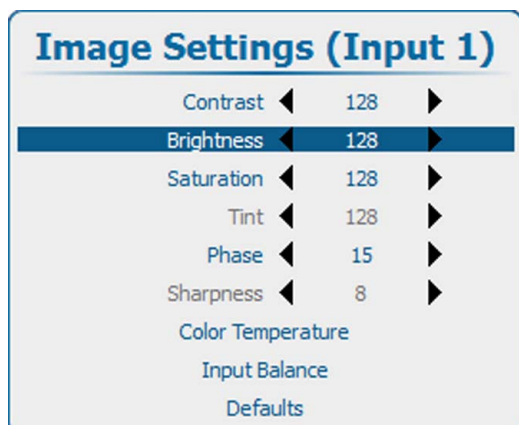 Image Settings (Input 1)
Contrast 128
Brightness 128
Saturation 128
Tint 128
Phase 15
Sharpness 8
Color Temperature
Input Balance
Defaults